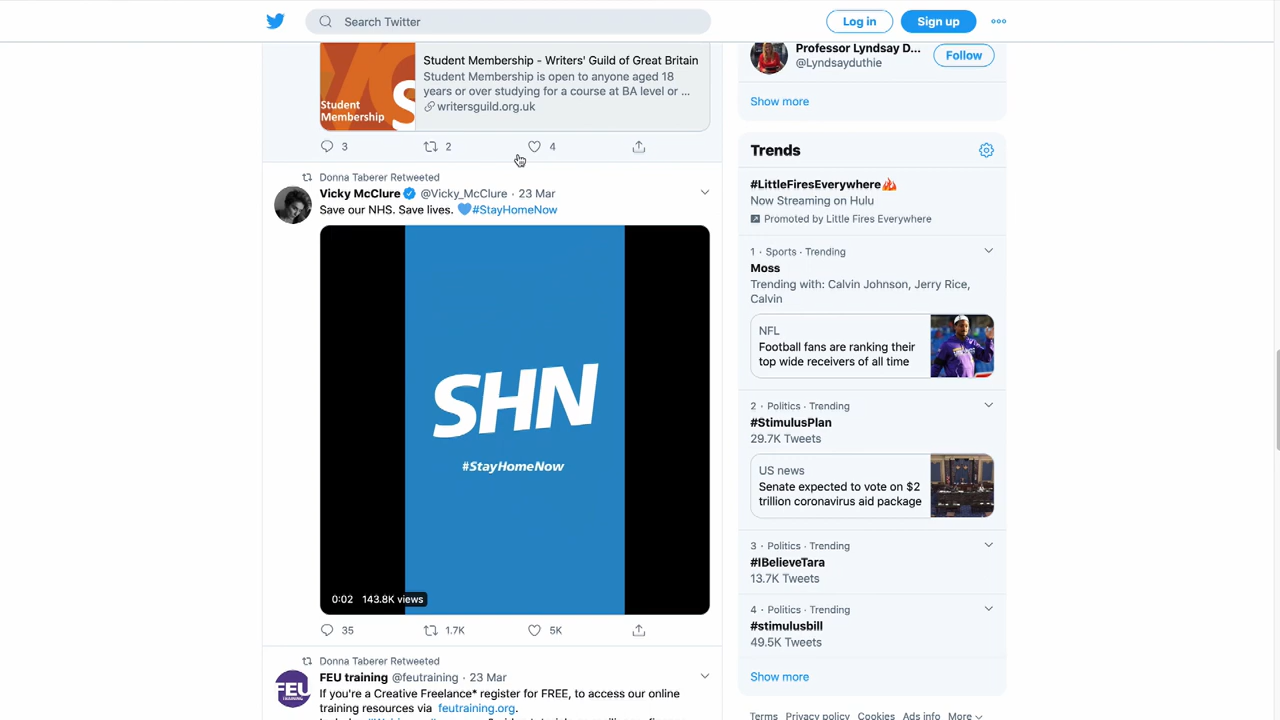 Search Twitter
Log in
Sign up
Student Membership - Writers' Guild of Great Britain
Student Membership is open to anyone aged 18
years or over studying for a course at BA level or ...
writersguild.org.uk
Student
Membership
3
2
4
Donna Taberer Retweeted
Vicky McClure @Vicky_McClure · 23 Mar
Save our NHS. Save lives. 💙#StayHomeNow
SHN
#StayHomeNow
0:02 143.8K views
35
1.7K
5K
Donna Taberer Retweeted
FEU training @feutraining · 23 Mar
FEU
TRAINING
If you're a Creative Freelance* register for FREE, to access our online
training resources via feutraining.org.
Professor Lyndsay D...
@Lyndsayduthie
Follow
Show more
Trends
#LittleFiresEverywhere🔥
Now Streaming on Hulu
Promoted by Little Fires Everywhere
1 · Sports · Trending
Moss
Trending with: Calvin Johnson, Jerry Rice,
Calvin
NFL
Football fans are ranking their
top wide receivers of all time
2 · Politics · Trending
#StimulusPlan
29.7K Tweets
US news
Senate expected to vote on $2
trillion coronavirus aid package
3 · Politics · Trending
#IBelieveTara
13.7K Tweets
4 · Politics · Trending
#stimulusbill
49.5K Tweets
Show more
Terms Privacy policy Cookies Ads info More